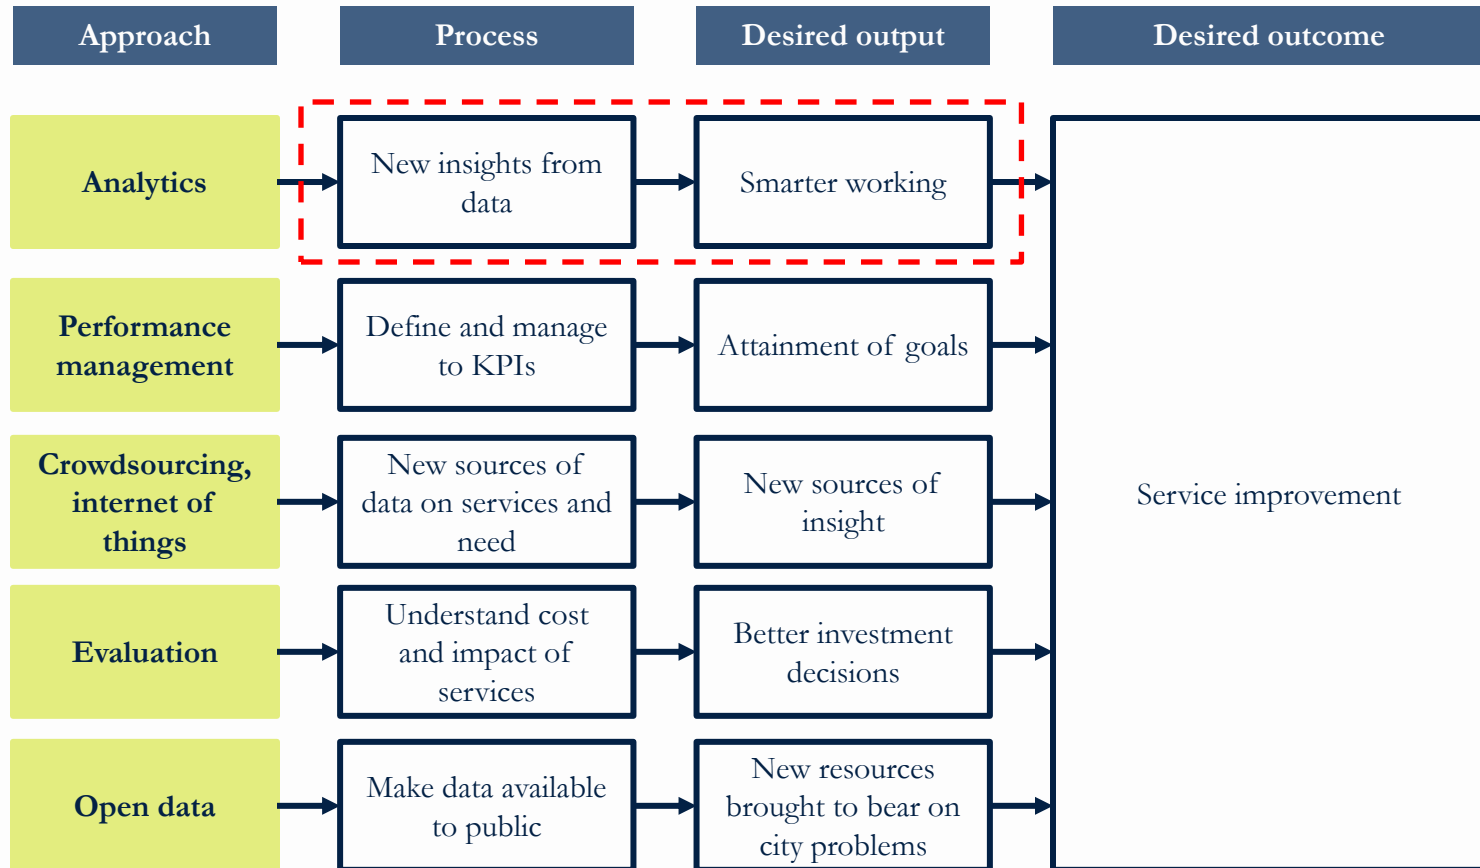 Approach
Process
Desired output
Desired outcome
Analytics
New insights from
data
Smarter working
Performance
management
Define and manage
to KPIs
Attainment of goals
Crowdsourcing,
internet of
things
New sources of
data on services and
need
New sources of
insight
Service improvement
Evaluation
Understand cost
and impact of
services
Better investment
decisions
Open data
Make data available
to public
New resources
brought to bear on
city problems